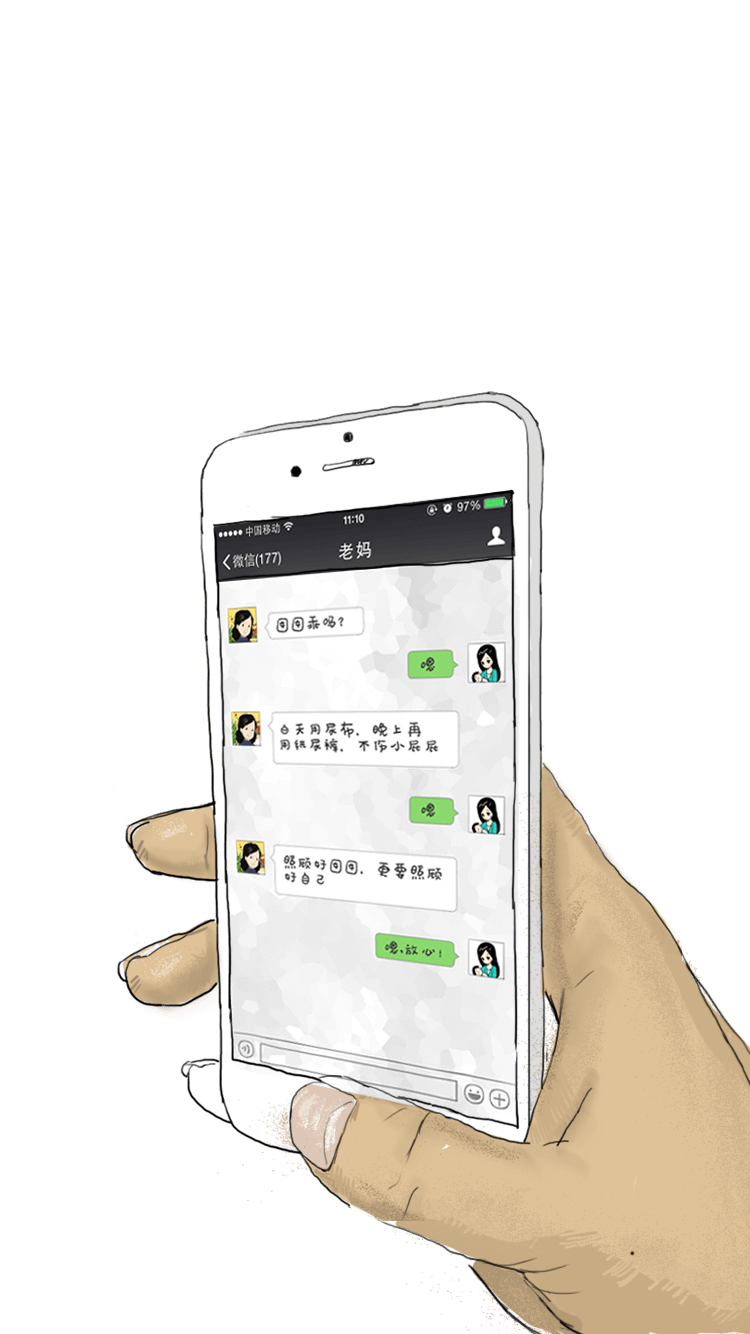 中国移动 11:10 97%
微信(177) 老妈
囡囡乖吗?
嗯
白天用尿布, 晚上再
用纸尿裤, 不伤小屁屁
嗯
照顾好囡囡, 更要照顾
好自己
嗯、放心!